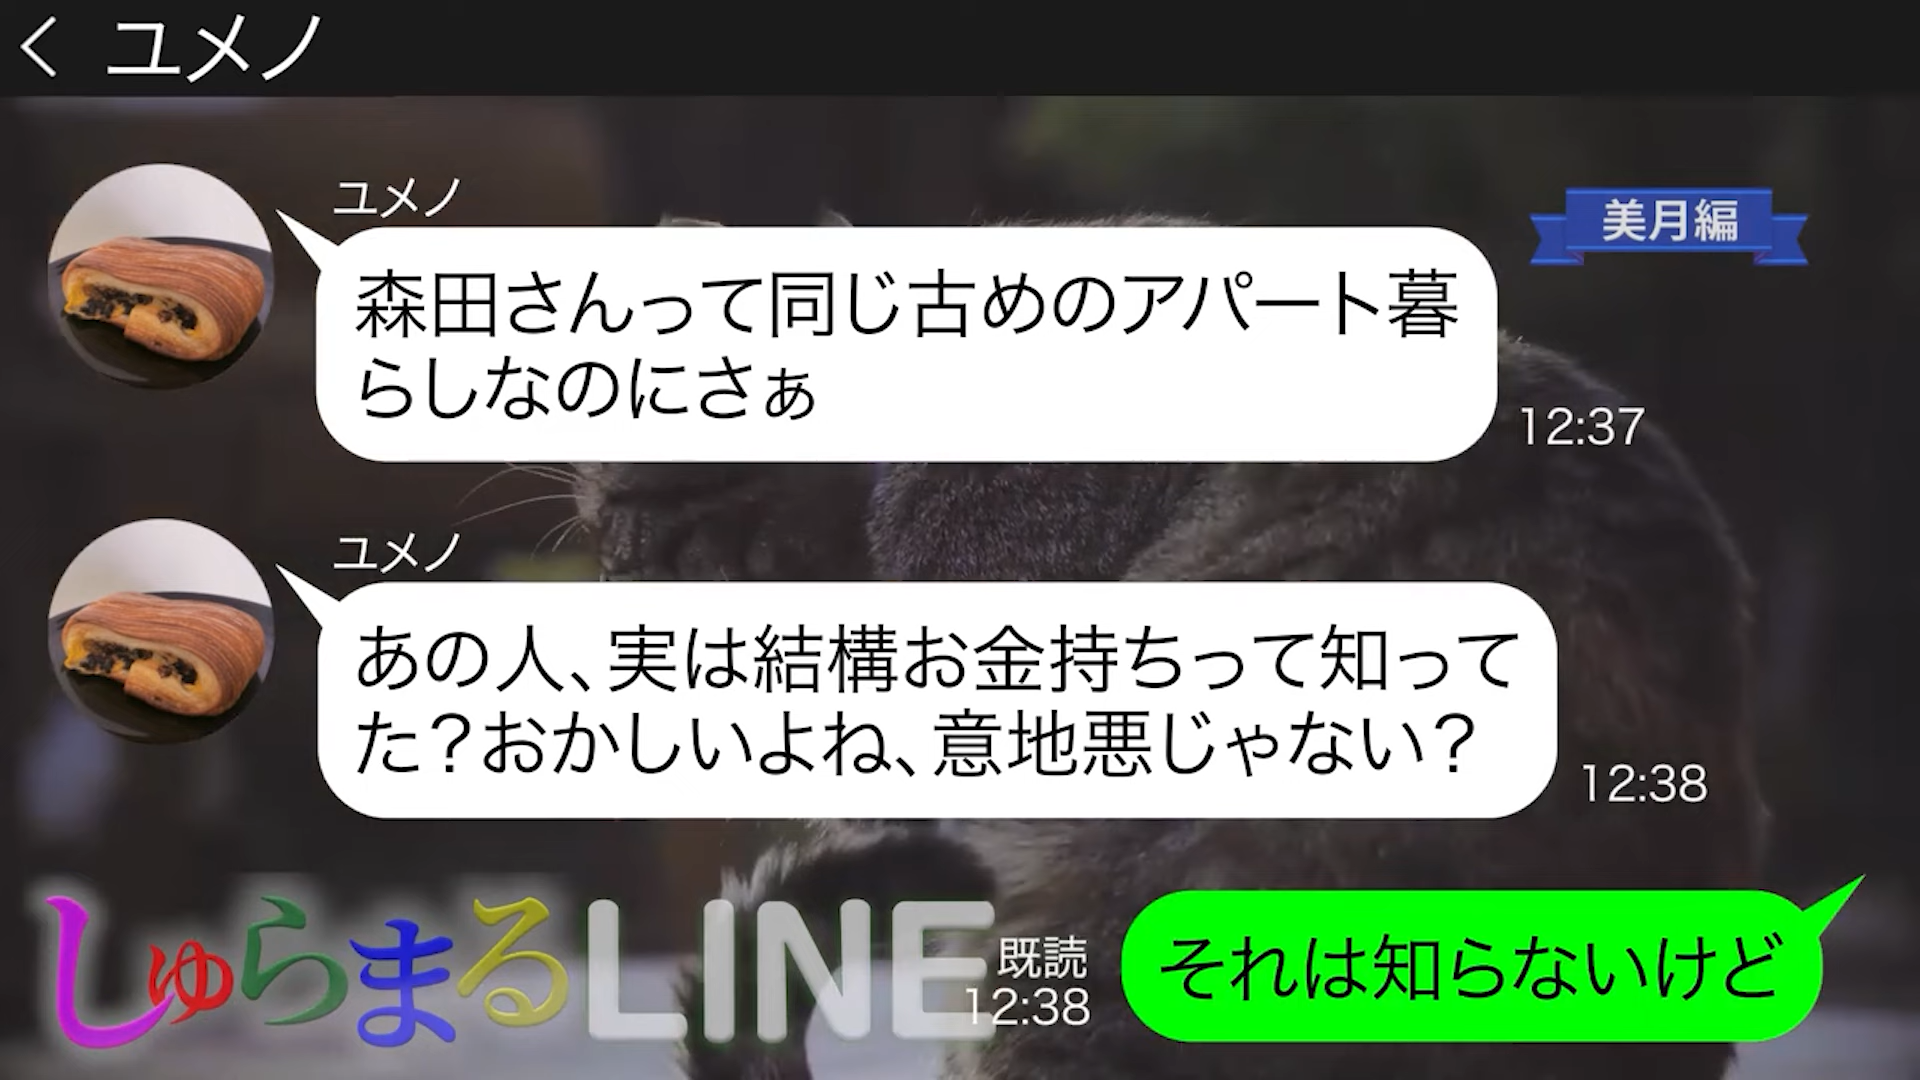 ユメノ
ユメノ
美月編
森田さんって同じ古めのアパート暮
らしなのにさぁ
12:37
ユメノ
あの人、実は結構お金持ちって知って
た？おかしいよね、意地悪じゃない？
12:38
しゅらまるLINE
既読
12:38
それは知らないけど